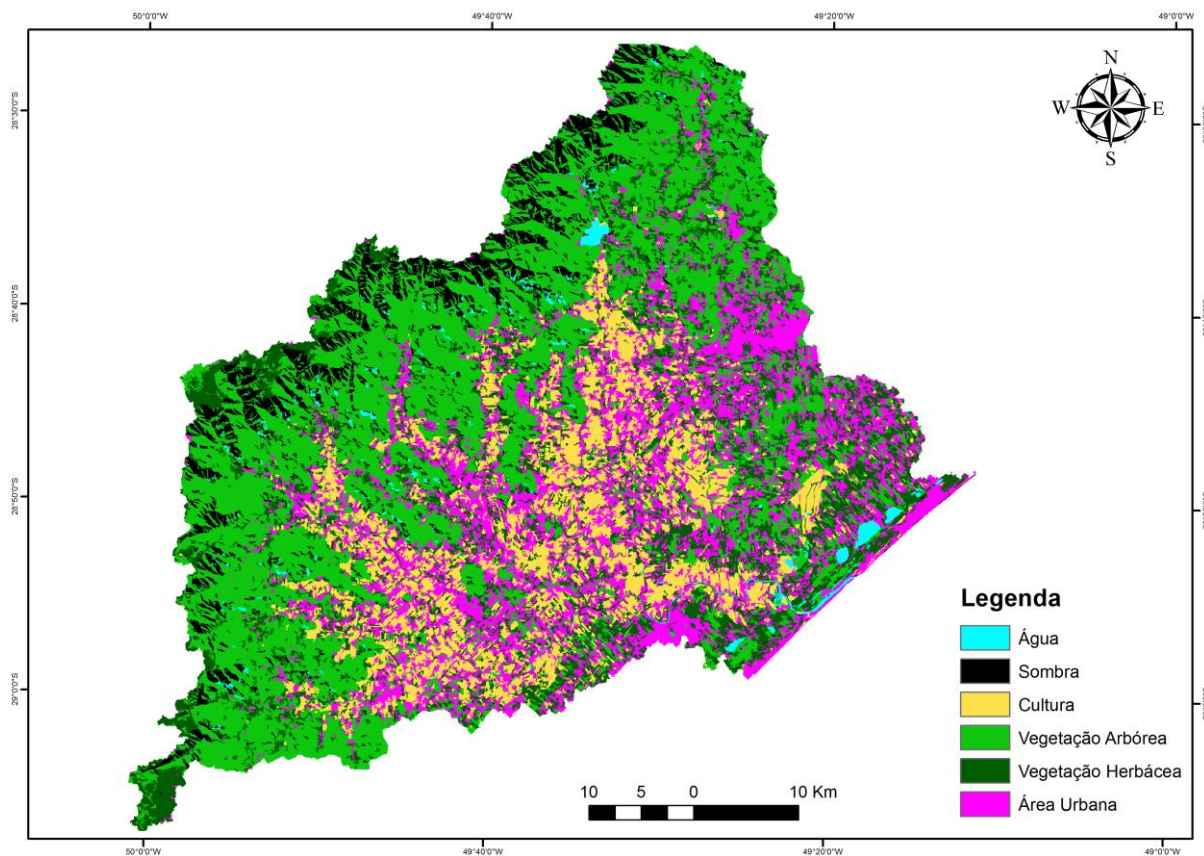 50°0'0"W 49°40'0"W 49°20'0"W 49°0'0"W
28°30'0"S
28°40'0"S
28°50'0"S
29°0'0"S
N
W E
S
Legenda
Água
Sombra
Cultura
Vegetação Arbórea
Vegetação Herbácea
Área Urbana
10 5 0 10 Km
50°0'0"W 49°40'0"W 49°20'0"W 49°0'0"W